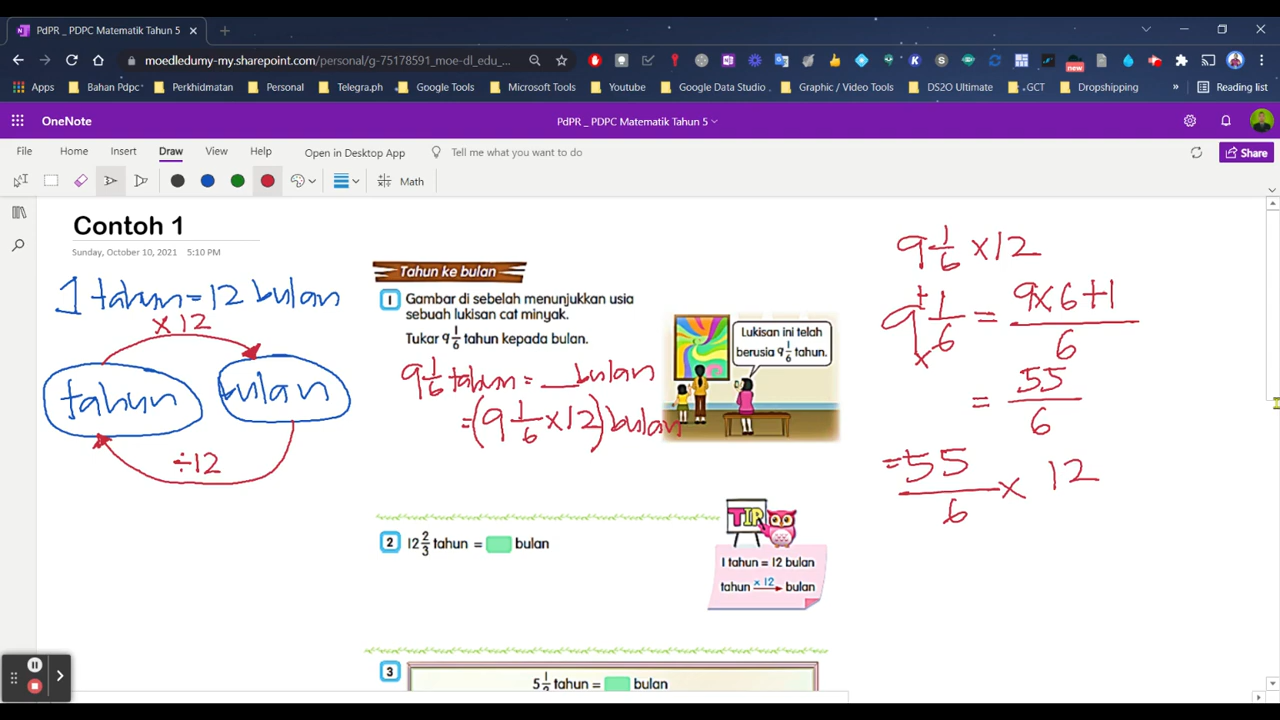 PdPR _ PDPC Matematik Tahun 5
moedledumy-my.sharepoint.com/personal/g-75178591_moe-dl_edu_...
new
Apps Bahan Pdpc Perkhidmatan Personal Telegra.ph Google Tools Microsoft Tools Youtube Google Data Studio Graphic / Video Tools DS2O Ultimate GCT Dropshipping » Reading list
OneNote
PdPR _ PDPC Matematik Tahun 5
File Home Insert Draw View Help Open in Desktop App Tell me what you want to do Share
Math
Contoh 1
Sunday, October 10, 2021 5:10 PM
1 tahun = 12 bulan
× 12
tahun bulan
÷12
Tahun ke bulan
1 Gambar di sebelah menunjukkan usia
sebuah lukisan cat minyak.
Tukar 9 1/6 tahun kepada bulan.
Lukisan ini telah
berusia 9 1/6 tahun.
9 1/6 tahun = __ bulan
= (9 1/6 × 12) bulan
2 12 2/3 tahun = bulan
TIP
1 tahun = 12 bulan
× 12
tahun → bulan
3 5 1/2 tahun = bulan
9 1/6 × 12
9 + 1/6 × = 9×6+1/6
= 55/6
= 55/6 × 12